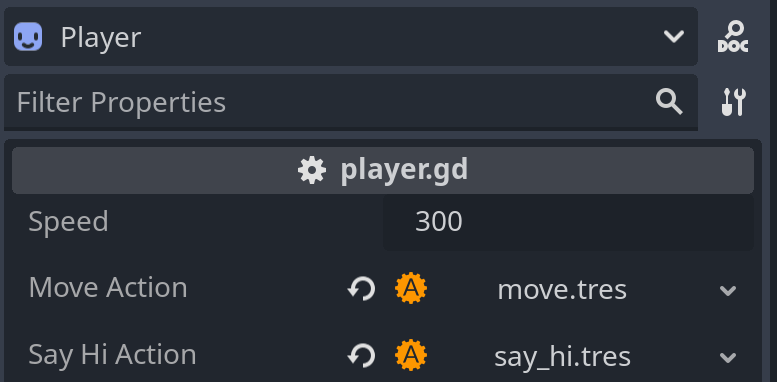 Player
DOC
Filter Properties
player.gd
Speed 300
Move Action A move.tres
Say Hi Action A say_hi.tres